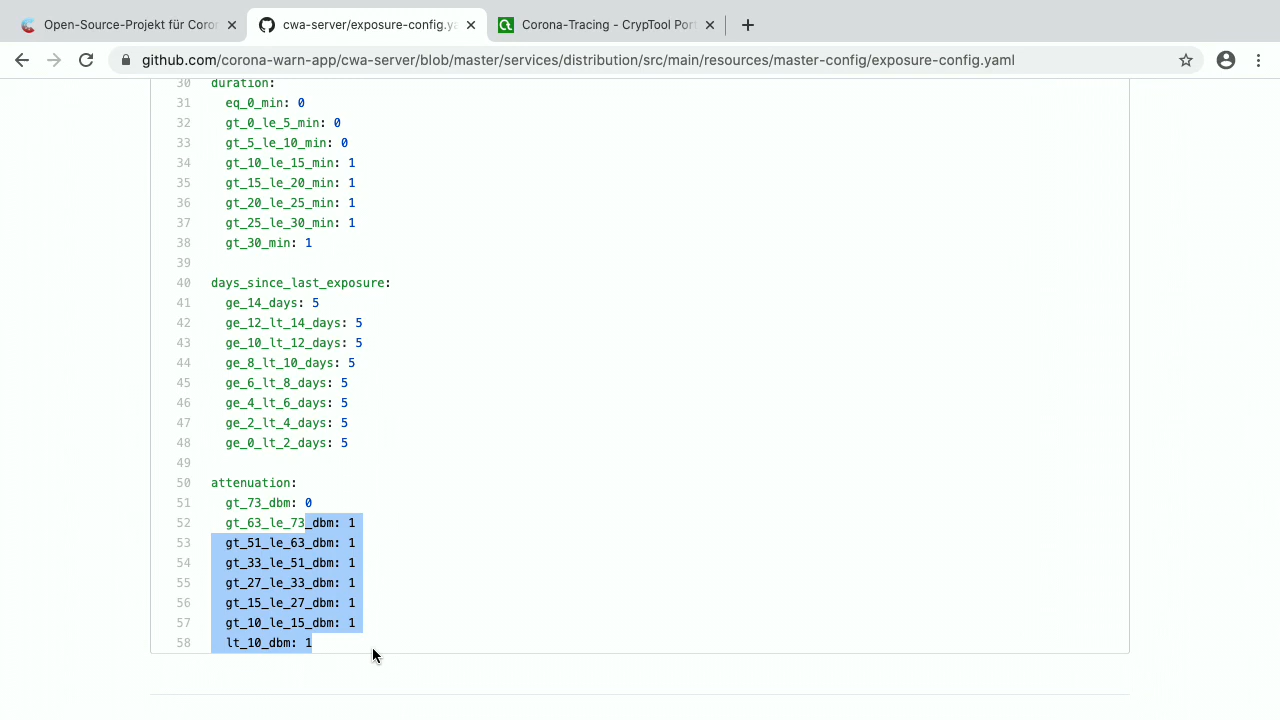 Open-Source-Projekt für Coro
cwa-server/exposure-config.ya
Corona-Tracing - CrypTool Por
github.com/corona-warn-app/cwa-server/blob/master/services/distribution/src/main/resources/master-config/exposure-config.yaml
30 duration:
31 eq_0_min: 0
32 gt_0_le_5_min: 0
33 gt_5_le_10_min: 0
34 gt_10_le_15_min: 1
35 gt_15_le_20_min: 1
36 gt_20_le_25_min: 1
37 gt_25_le_30_min: 1
38 gt_30_min: 1
39
40 days_since_last_exposure:
41 ge_14_days: 5
42 ge_12_lt_14_days: 5
43 ge_10_lt_12_days: 5
44 ge_8_lt_10_days: 5
45 ge_6_lt_8_days: 5
46 ge_4_lt_6_days: 5
47 ge_2_lt_4_days: 5
48 ge_0_lt_2_days: 5
49
50 attenuation:
51 gt_73_dbm: 0
52 gt_63_le_73_dbm: 1
53 gt_51_le_63_dbm: 1
54 gt_33_le_51_dbm: 1
55 gt_27_le_33_dbm: 1
56 gt_15_le_27_dbm: 1
57 gt_10_le_15_dbm: 1
58 lt_10_dbm: 1